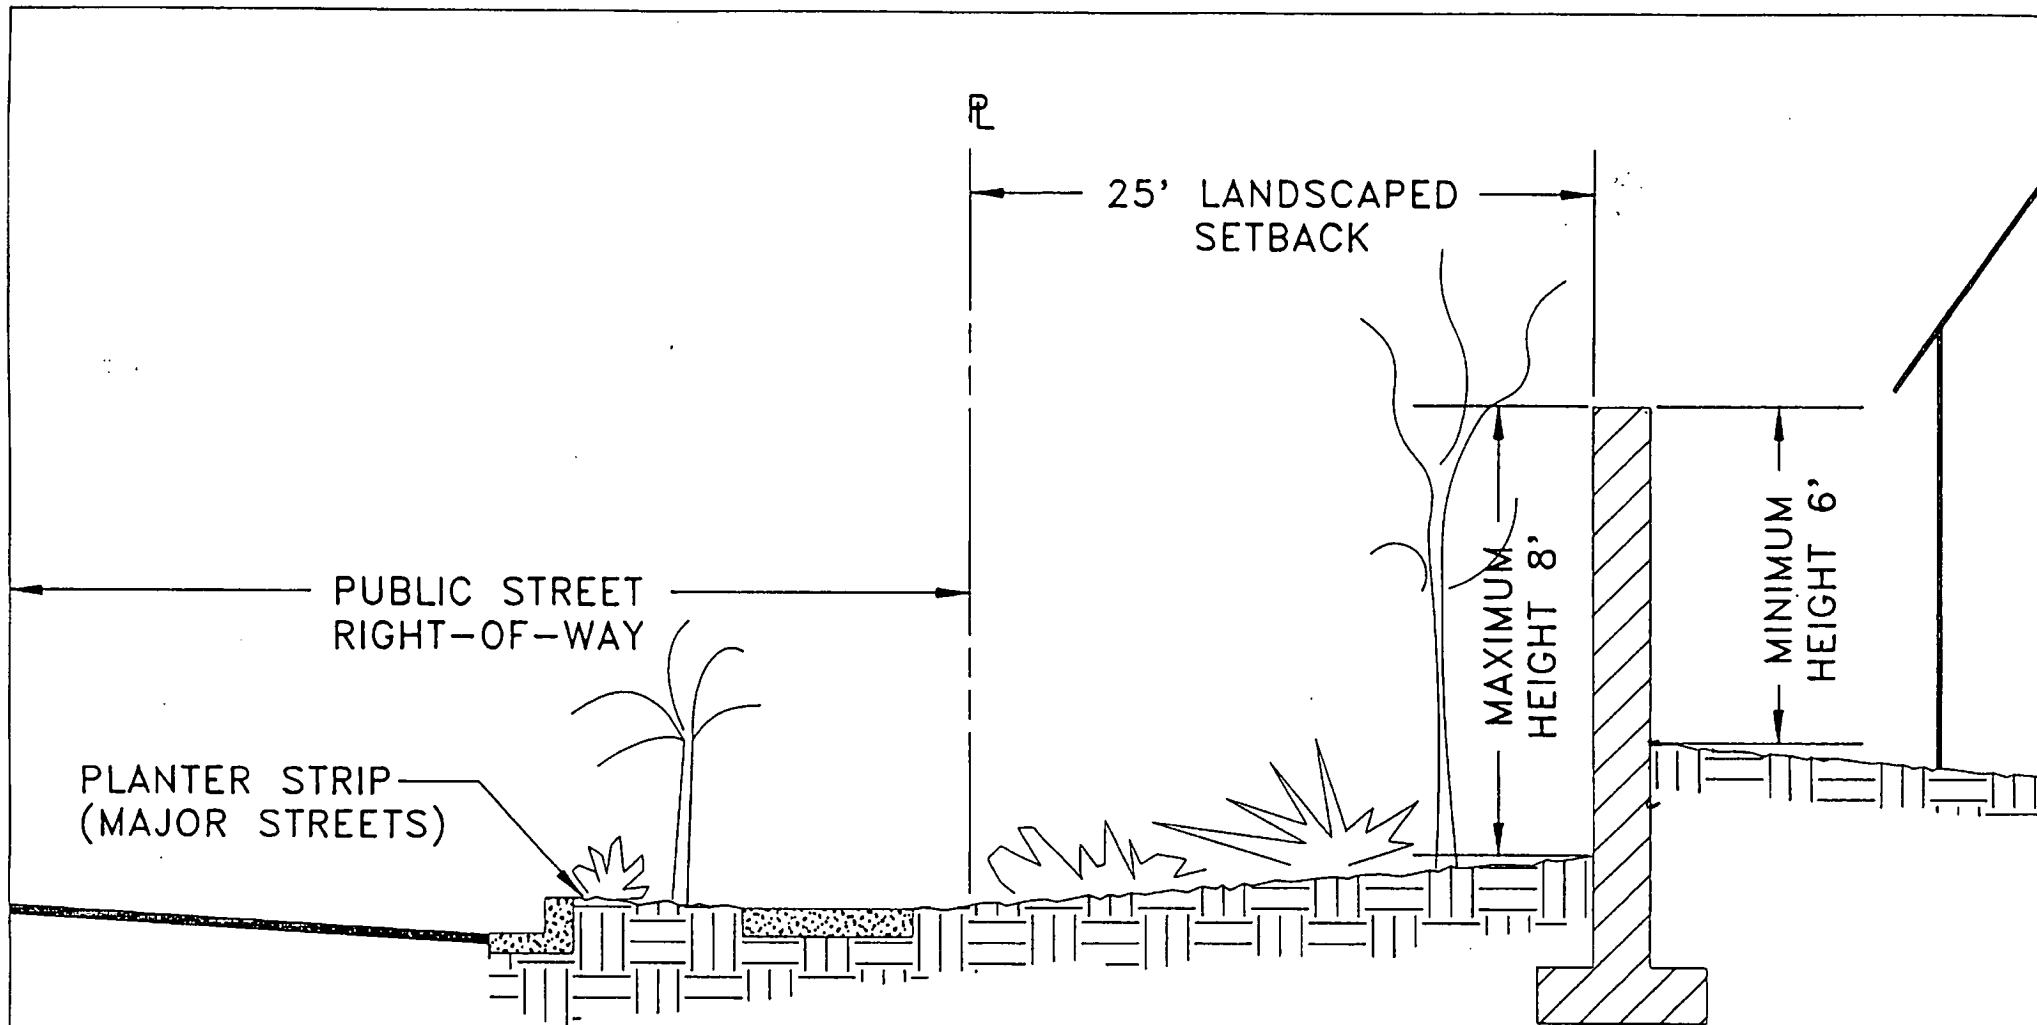 PL
25' LANDSCAPED
SETBACK
PUBLIC STREET
RIGHT-OF-WAY
MAXIMUM
HEIGHT 8'
MINIMUM
HEIGHT 6'
PLANTER STRIP
(MAJOR STREETS)